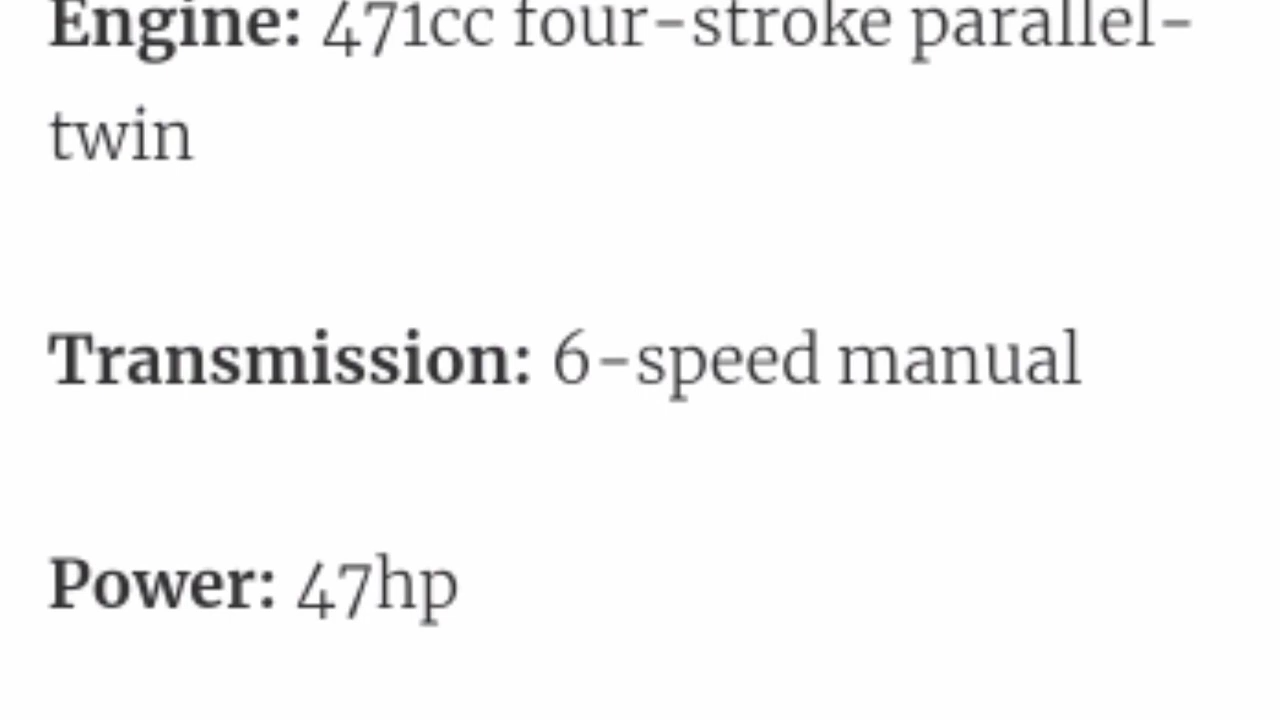 Engine: 471cc four-stroke parallel-
twin
Transmission: 6-speed manual
Power: 47hp